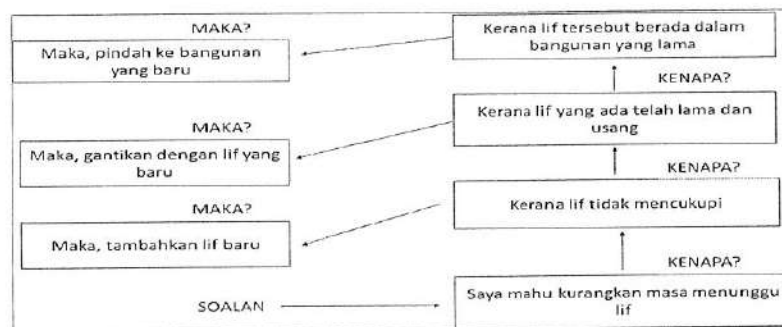 MAKA?
Maka, pindah ke bangunan
yang baru
Kerana lif tersebut berada dalam
bangunan yang lama
KENAPA?
MAKA?
Maka, gantikan dengan lif yang
baru
Kerana lif yang ada telah lama dan
usang
KENAPA?
MAKA?
Maka, tambahkan lif baru
Kerana lif tidak mencukupi
KENAPA?
SOALAN
Saya mahu kurangkan masa menunggu
lif